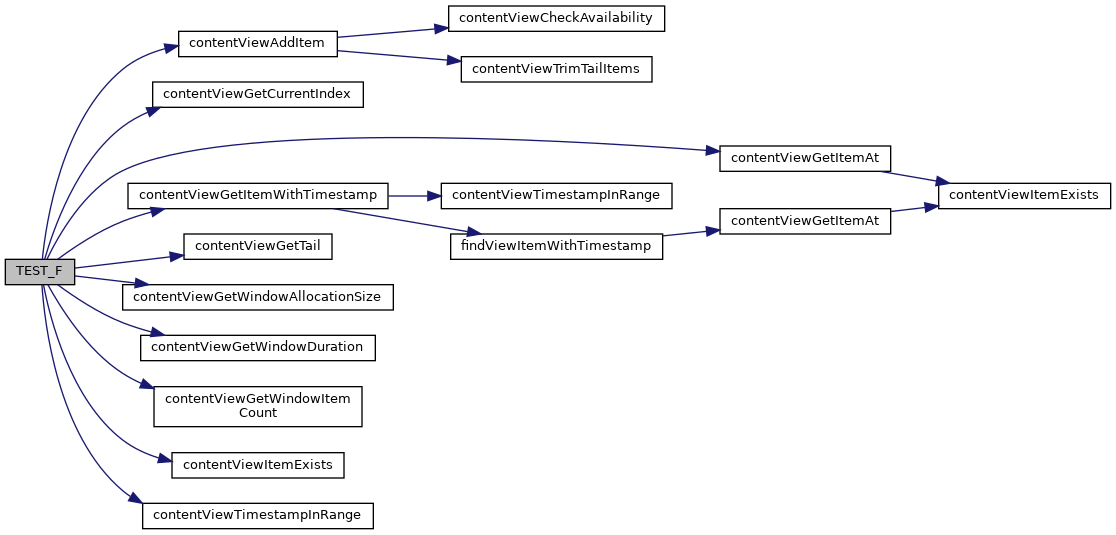 contentViewCheckAvailability
contentViewAddItem
contentViewTrimTailItems
contentViewGetCurrentIndex
contentViewGetItemAt
contentViewGetItemWithTimestamp
contentViewTimestampInRange
contentViewItemExists
contentViewGetItemAt
contentViewGetTail
findViewItemWithTimestamp
TEST_F
contentViewGetWindowAllocationSize
contentViewGetWindowDuration
contentViewGetWindowItem
Count
contentViewItemExists
contentViewTimestampInRange